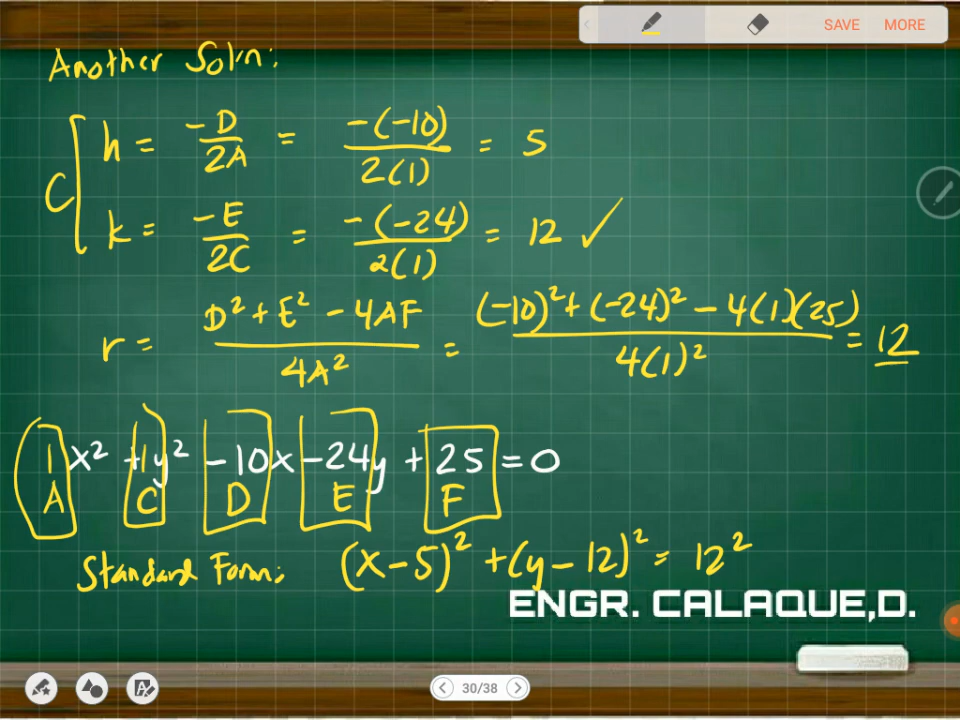 SAVE MORE
Another Sol'n:
C
h = -D/2A = -(-10)/2(1) = 5
k = -E/2C = -(-24)/2(1) = 12 ✓
r = D² + E² - 4AF / 4A² = (-10)² + (-24)² - 4(1)(25) / 4(1)² = 12
1x² + 1y² - 10x - 24y + 25 = 0
A C D E F
Standard Form: (x - 5)² + (y - 12)² = 12²
ENGR. CALAQUE,D.
30/38